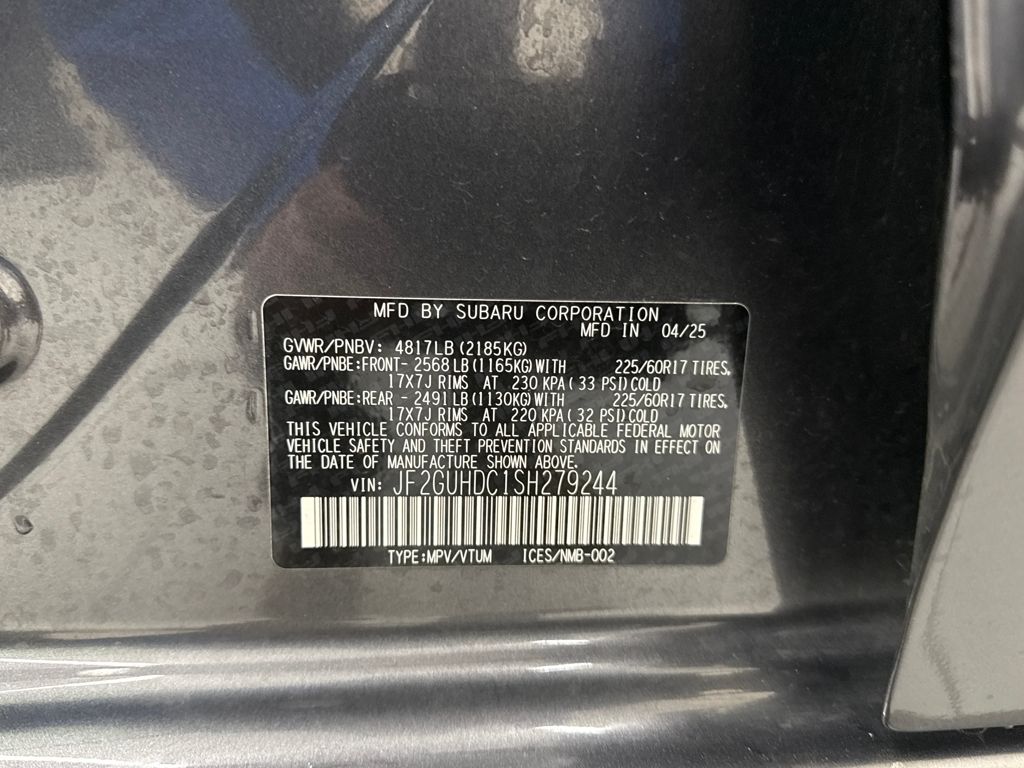 MFD BY SUBARU CORPORATION
MFD IN 04/25
GVWR/PNBV: 4817LB (2185KG)
GAWR/PNBE:FRONT- 2568 LB (1165KG) WITH 225/60R17 TIRES,
17X7J RIMS AT 230 KPA( 33 PSI)COLD
GAWR/PNBE:REAR - 2491 LB (1130KG) WITH 225/60R17 TIRES,
17X7J RIMS AT 220 KPA( 32 PSI)COLD
THIS VEHICLE CONFORMS TO ALL APPLICABLE FEDERAL MOTOR
VEHICLE SAFETY AND THEFT PREVENTION STANDARDS IN EFFECT ON
THE DATE OF MANUFACTURE SHOWN ABOVE.
VIN: JF2GUHDC1SH279244
TYPE:MPV/VTUM ICES/NMB-002